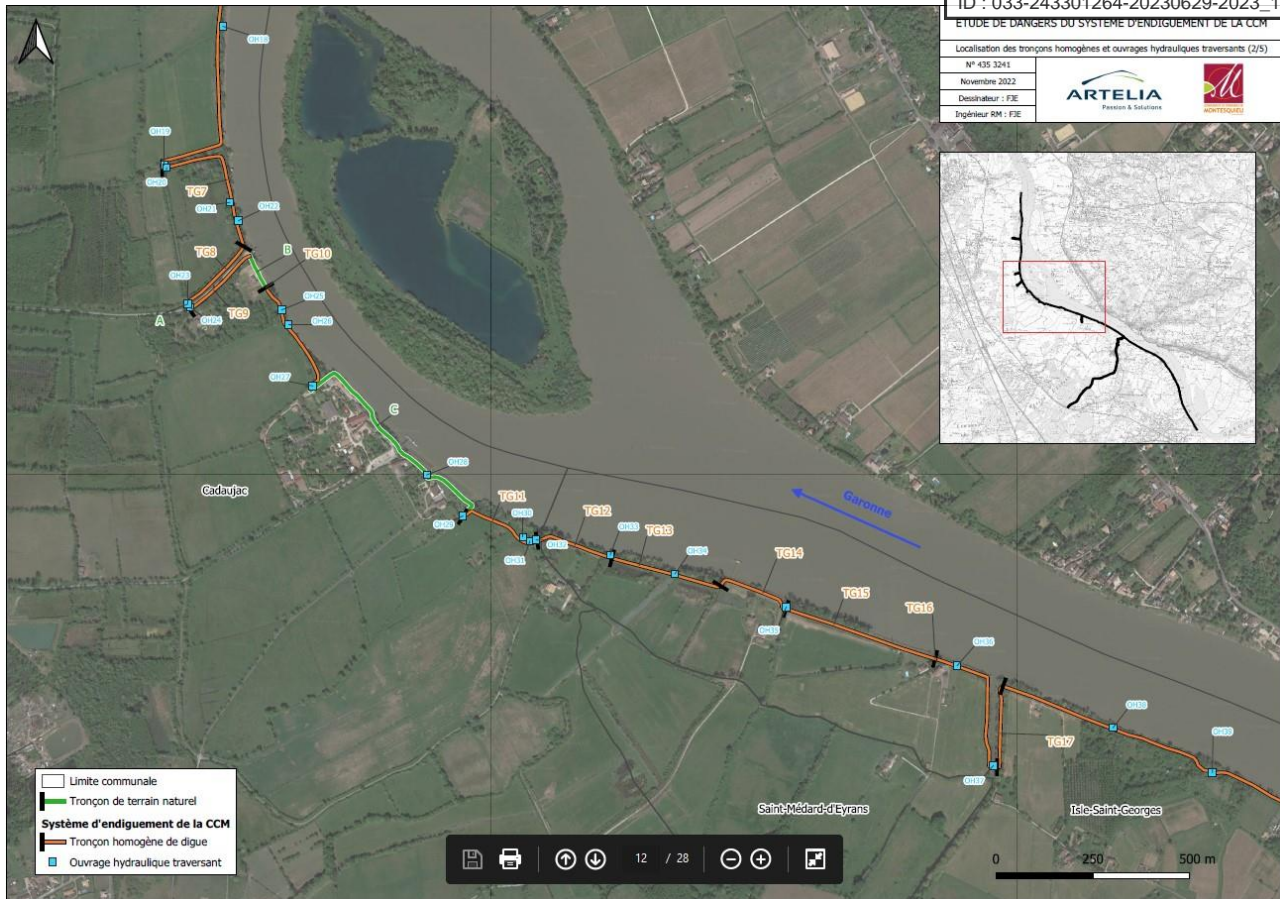 ID : 033-243301264-20230629-2023_1
ETUDE DE DANGERS DU SYSTEME D'ENDIGUEMENT DE LA CCM
Localisation des tronçons homogènes et ouvrages hydrauliques traversants (2/5)
N° 435 3241
Novembre 2022
Dessinateur : FJE
Ingénieur RM : FJE
ARTELIA
Passion & Solutions
MONTESQUIEU
OH18
OH19
OH20
TG7
OH21
OH22
TG8
B
TG10
OH23
OH24
TG9
A
OH25
OH26
OH27
C
OH28
Cadaujac
OH29
TG11
OH30
OH31
OH32
TG12
OH33
TG13
OH34
TG14
Garonne
OH35
TG15
TG16
OH36
OH37
TG17
OH38
OH39
Saint-Médard-d'Eyrans
Isle-Saint-Georges
Limite communale
Tronçon de terrain naturel
Système d'endiguement de la CCM
Tronçon homogène de digue
Ouvrage hydraulique traversant
12 / 28
0 250 500 m